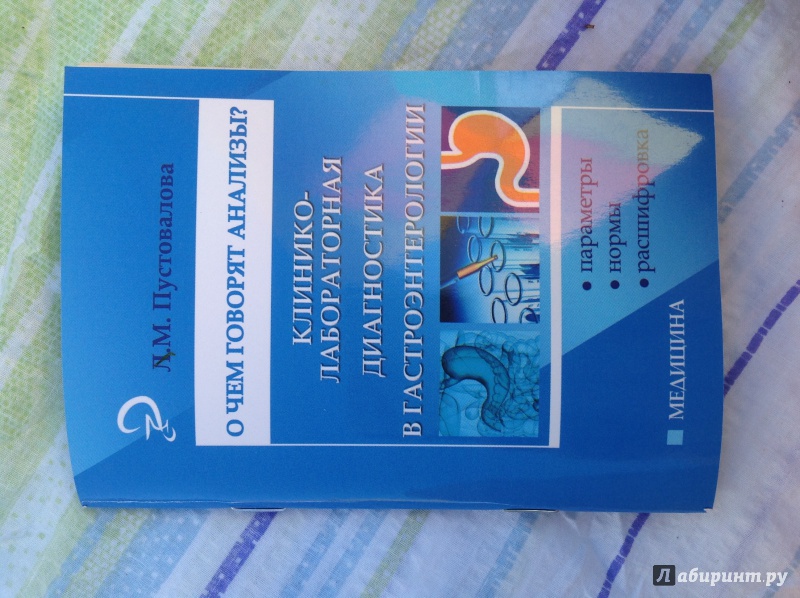 Л.М. Пустовалова
О ЧЕМ ГОВОРЯТ АНАЛИЗЫ?
КЛИНИКО-
ЛАБОРАТОРНАЯ
ДИАГНОСТИКА
В ГАСТРОЭНТЕРОЛОГИИ
• параметры
• нормы
• расшифровка
МЕДИЦИНА
Лабиринт.ру